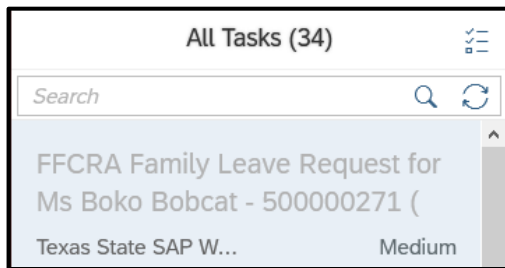 All Tasks (34)
Search
FFCRA Family Leave Request for
Ms Boko Bobcat - 500000271 (
Texas State SAP W... Medium